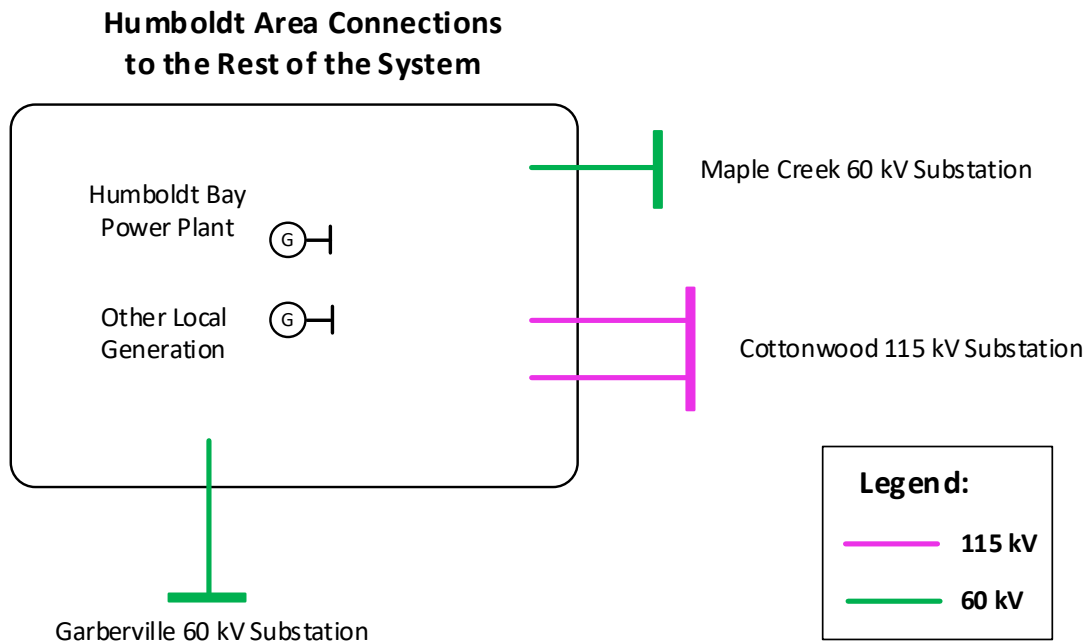 Humboldt Area Connections
to the Rest of the System
Maple Creek 60 kV Substation
Humboldt Bay
Power Plant
G
Other Local
Generation
G
Cottonwood 115 kV Substation
Legend:
115 kV
60 kV
Garberville 60 kV Substation